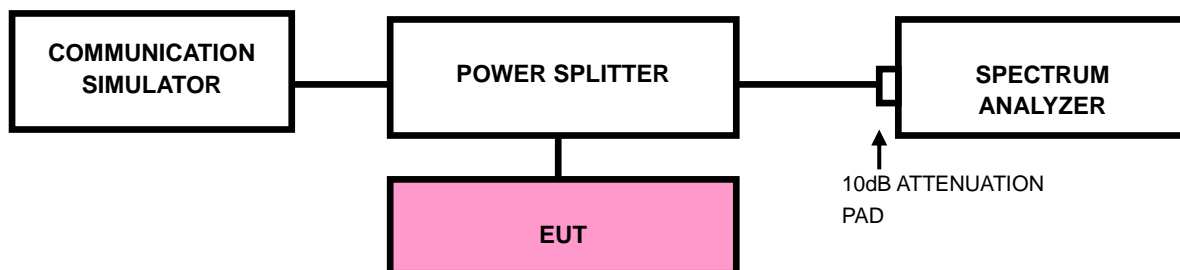 COMMUNICATION
SIMULATOR
POWER SPLITTER
SPECTRUM
ANALYZER
10dB ATTENUATION
PAD
EUT